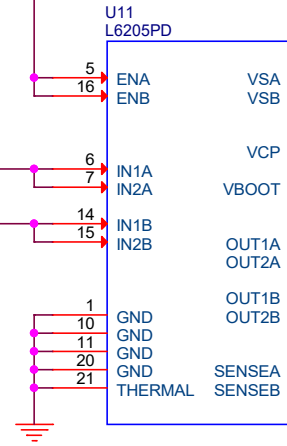 U11
L6205PD
5 ENA VSA
16 ENB VSB
VCP
6 IN1A
7 IN2A VBOOT
14 IN1B
15 IN2B OUT1A
OUT2A
OUT1B
1 GND OUT2B
10 GND
11 GND
20 GND SENSEA
21 THERMAL SENSEB